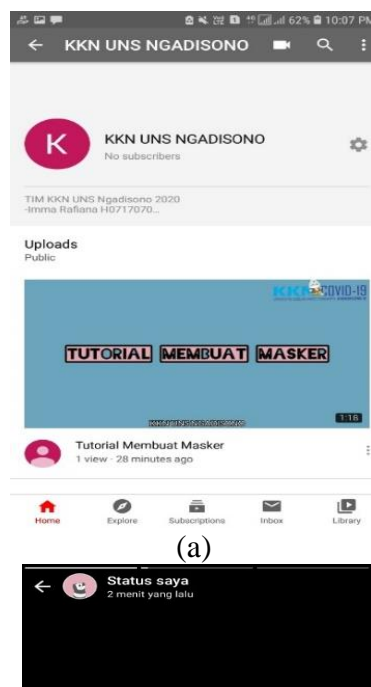 62% 10:07 PM
KKN UNS NGADISONO
K
KKN UNS NGADISONO
No subscribers
TIM KKN UNS Ngadisono 2020
-Imma Rafiana H0717070...
Uploads
Public
KKN COVID-19
TUTORIAL MEMBUAT MASKER
KKN UNS NGADISONO
1:18
Tutorial Membuat Masker
1 view · 28 minutes ago
Home Explore Subscriptions Inbox Library
(a)
Status saya
2 menit yang lalu